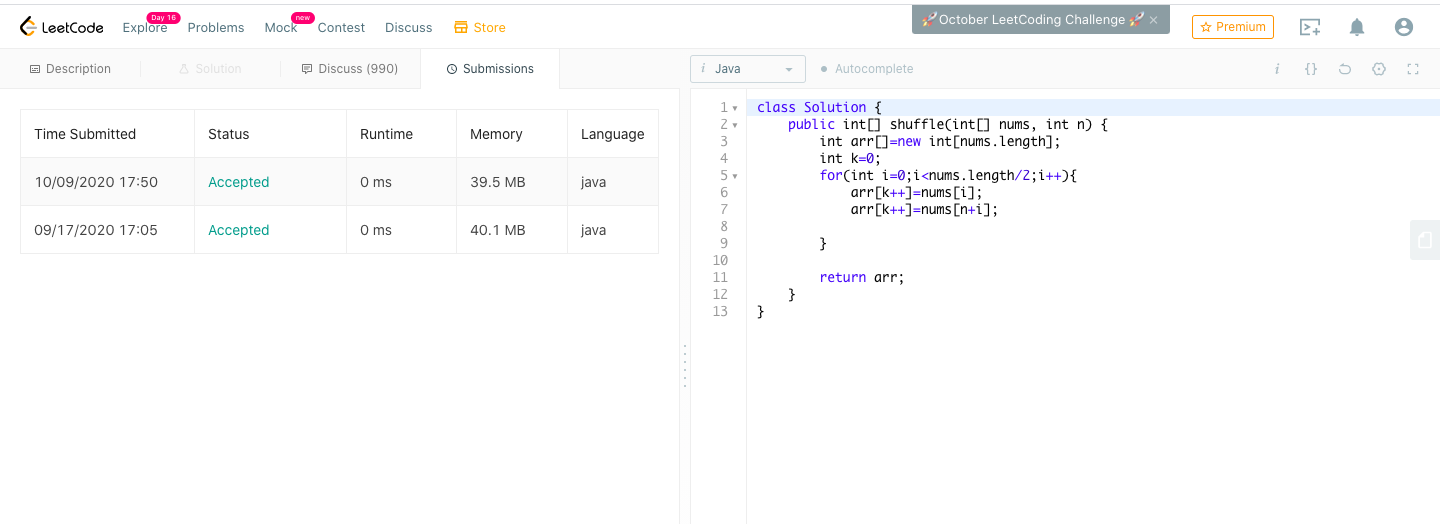 LeetCode Explore Day 16 Problems Mock new Contest Discuss Store 🚀October LeetCoding Challenge 🚀 × Premium
Description Solution Discuss (990) Submissions
i Java Autocomplete i {}
Time Submitted Status Runtime Memory Language
10/09/2020 17:50 Accepted 0 ms 39.5 MB java
09/17/2020 17:05 Accepted 0 ms 40.1 MB java
1 class Solution {
2     public int[] shuffle(int[] nums, int n) {
3         int arr[]=new int[nums.length];
4         int k=0;
5         for(int i=0;i<nums.length/2;i++){
6             arr[k++]=nums[i];
7             arr[k++]=nums[n+i];
8
9         }
10
11         return arr;
12     }
13 }